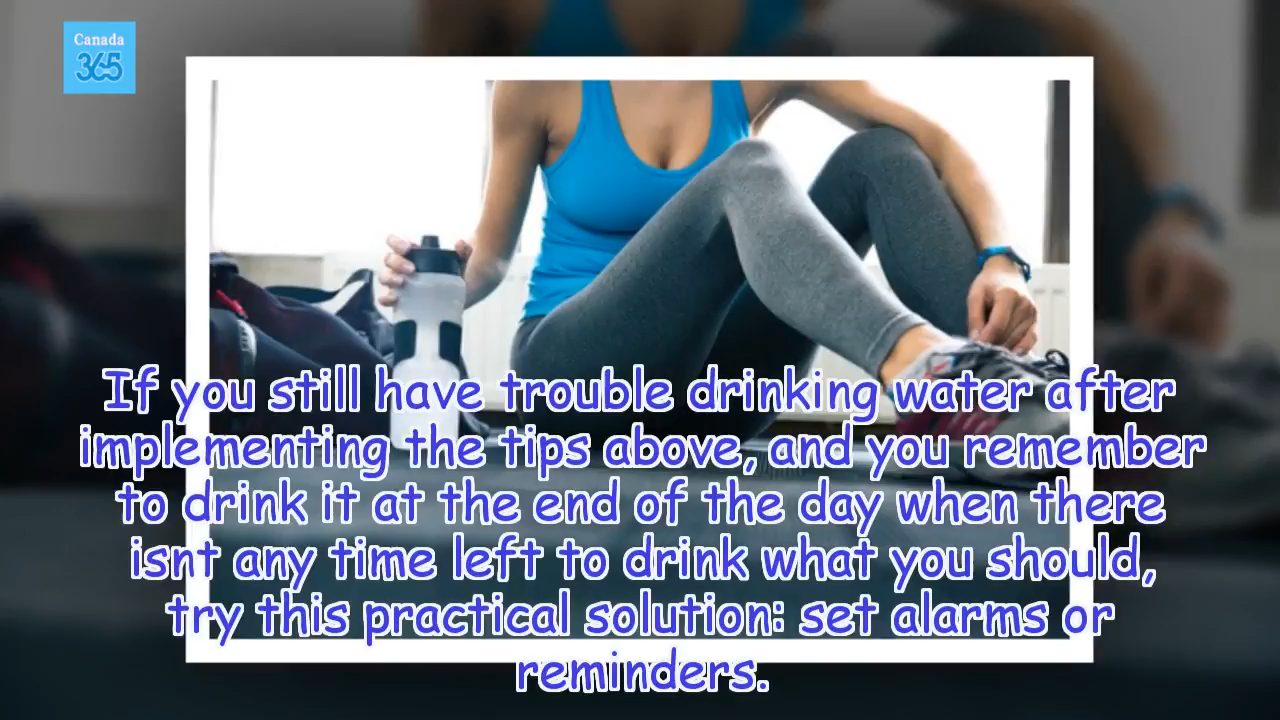 Canada
365
If you still have trouble drinking water after
implementing the tips above, and you remember
to drink it at the end of the day when there
isnt any time left to drink what you should,
try this practical solution: set alarms or
reminders.